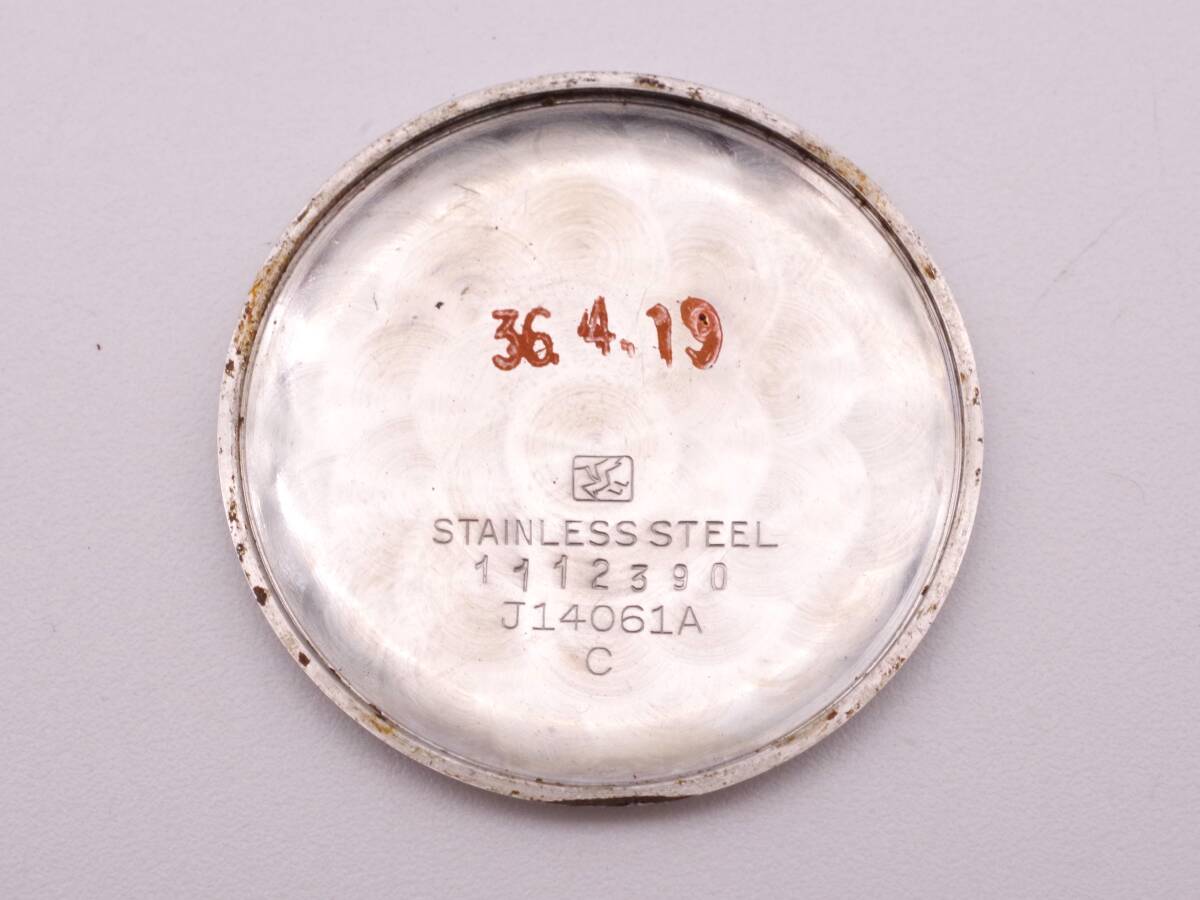 36.4.19
STAINLESS STEEL
1112390
J14061A
C